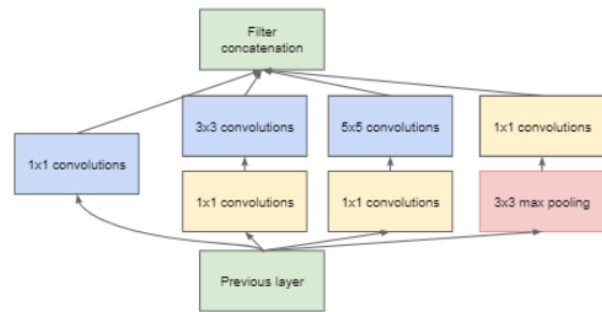 Filter
concatenation
3x3 convolutions
5x5 convolutions
1x1 convolutions
1x1 convolutions
1x1 convolutions
1x1 convolutions
3x3 max pooling
Previous layer